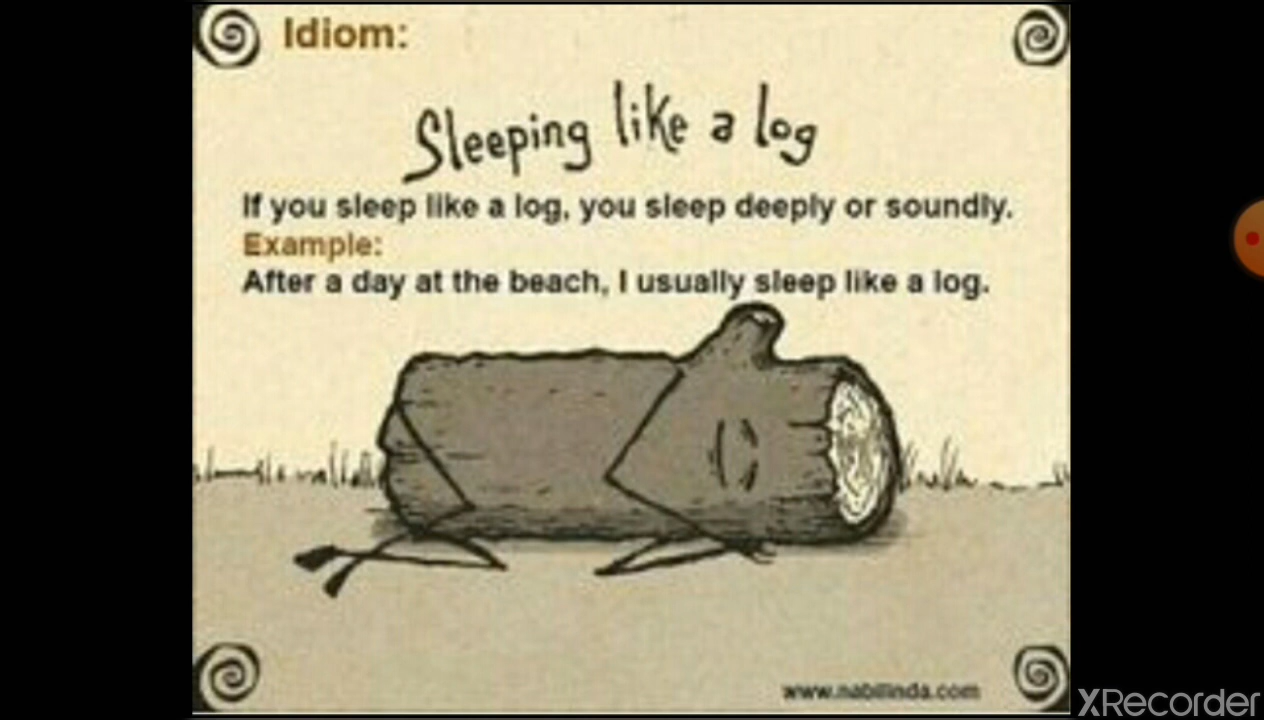 Idiom:
Sleeping like a log
If you sleep like a log, you sleep deeply or soundly.
Example:
After a day at the beach, I usually sleep like a log.
www.nabilinda.com
XRecorder